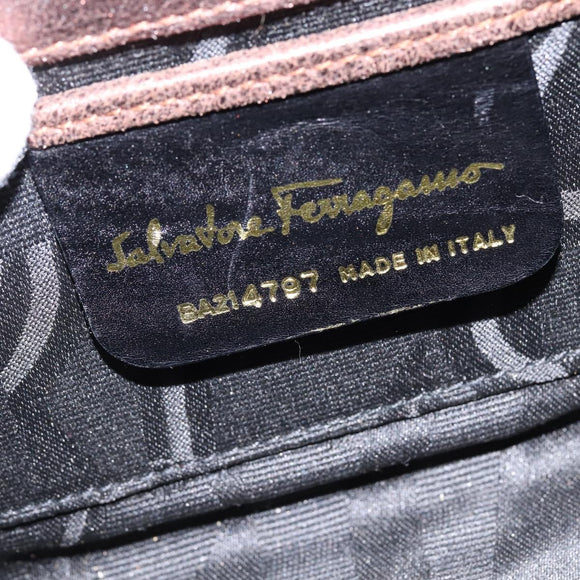 Salvatore Ferragamo
BA214797 MADE IN ITALY